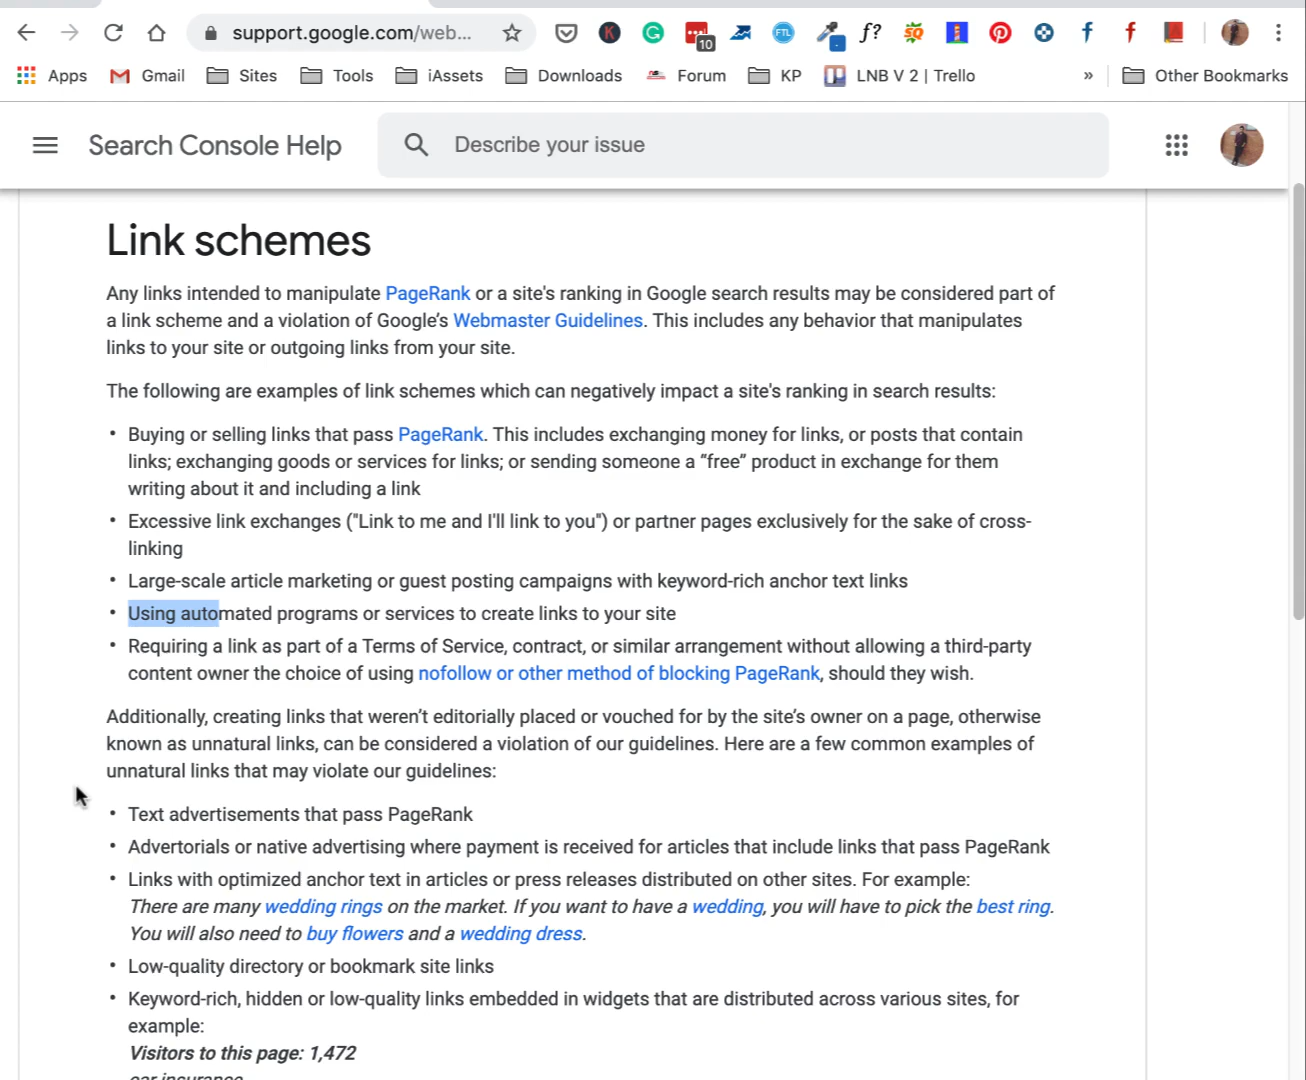 support.google.com/web...
10
FTL
f?
Apps
Gmail
Sites
Tools
iAssets
Downloads
Forum
KP
LNB V 2 | Trello
»
Other Bookmarks
Search Console Help
Describe your issue
Link schemes
Any links intended to manipulate PageRank or a site's ranking in Google search results may be considered part of
a link scheme and a violation of Google's Webmaster Guidelines. This includes any behavior that manipulates
links to your site or outgoing links from your site.
The following are examples of link schemes which can negatively impact a site's ranking in search results:
• Buying or selling links that pass PageRank. This includes exchanging money for links, or posts that contain
links; exchanging goods or services for links; or sending someone a “free” product in exchange for them
writing about it and including a link
• Excessive link exchanges ("Link to me and I'll link to you") or partner pages exclusively for the sake of cross-
linking
• Large-scale article marketing or guest posting campaigns with keyword-rich anchor text links
• Using automated programs or services to create links to your site
• Requiring a link as part of a Terms of Service, contract, or similar arrangement without allowing a third-party
content owner the choice of using nofollow or other method of blocking PageRank, should they wish.
Additionally, creating links that weren’t editorially placed or vouched for by the site’s owner on a page, otherwise
known as unnatural links, can be considered a violation of our guidelines. Here are a few common examples of
unnatural links that may violate our guidelines:
• Text advertisements that pass PageRank
• Advertorials or native advertising where payment is received for articles that include links that pass PageRank
• Links with optimized anchor text in articles or press releases distributed on other sites. For example:
There are many wedding rings on the market. If you want to have a wedding, you will have to pick the best ring.
You will also need to buy flowers and a wedding dress.
• Low-quality directory or bookmark site links
• Keyword-rich, hidden or low-quality links embedded in widgets that are distributed across various sites, for
example:
Visitors to this page: 1,472
car insurance